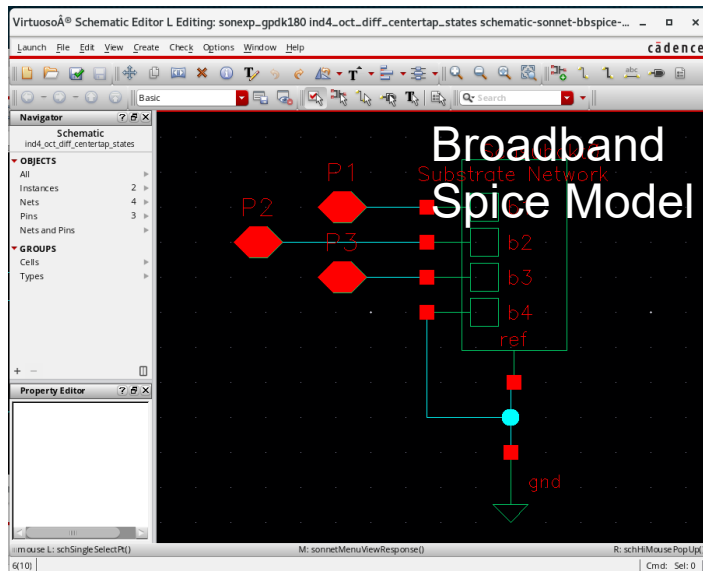 VirtuosoÂ® Schematic Editor L Editing: sonexp_gpdk180 ind4_oct_diff_centertap_states schematic-sonnet-bbspice-...
Launch File Edit View Create Check Options Window Help
cādence
Basic
Search
Navigator
Schematic
ind4_oct_diff_centertap_states
OBJECTS
All
Instances 2
Nets 4
Pins 3
Nets and Pins
GROUPS
Cells
Types
Property Editor
Broadband
Spice Model
Substrate Network
P1
P2
P3
b2
b3
b4
ref
gnd
mouse L: schSingleSelectPt()
M: sonnetMenuViewResponse()
R: schHiMousePopUp(
6(10)
Cmd: Sel: 0